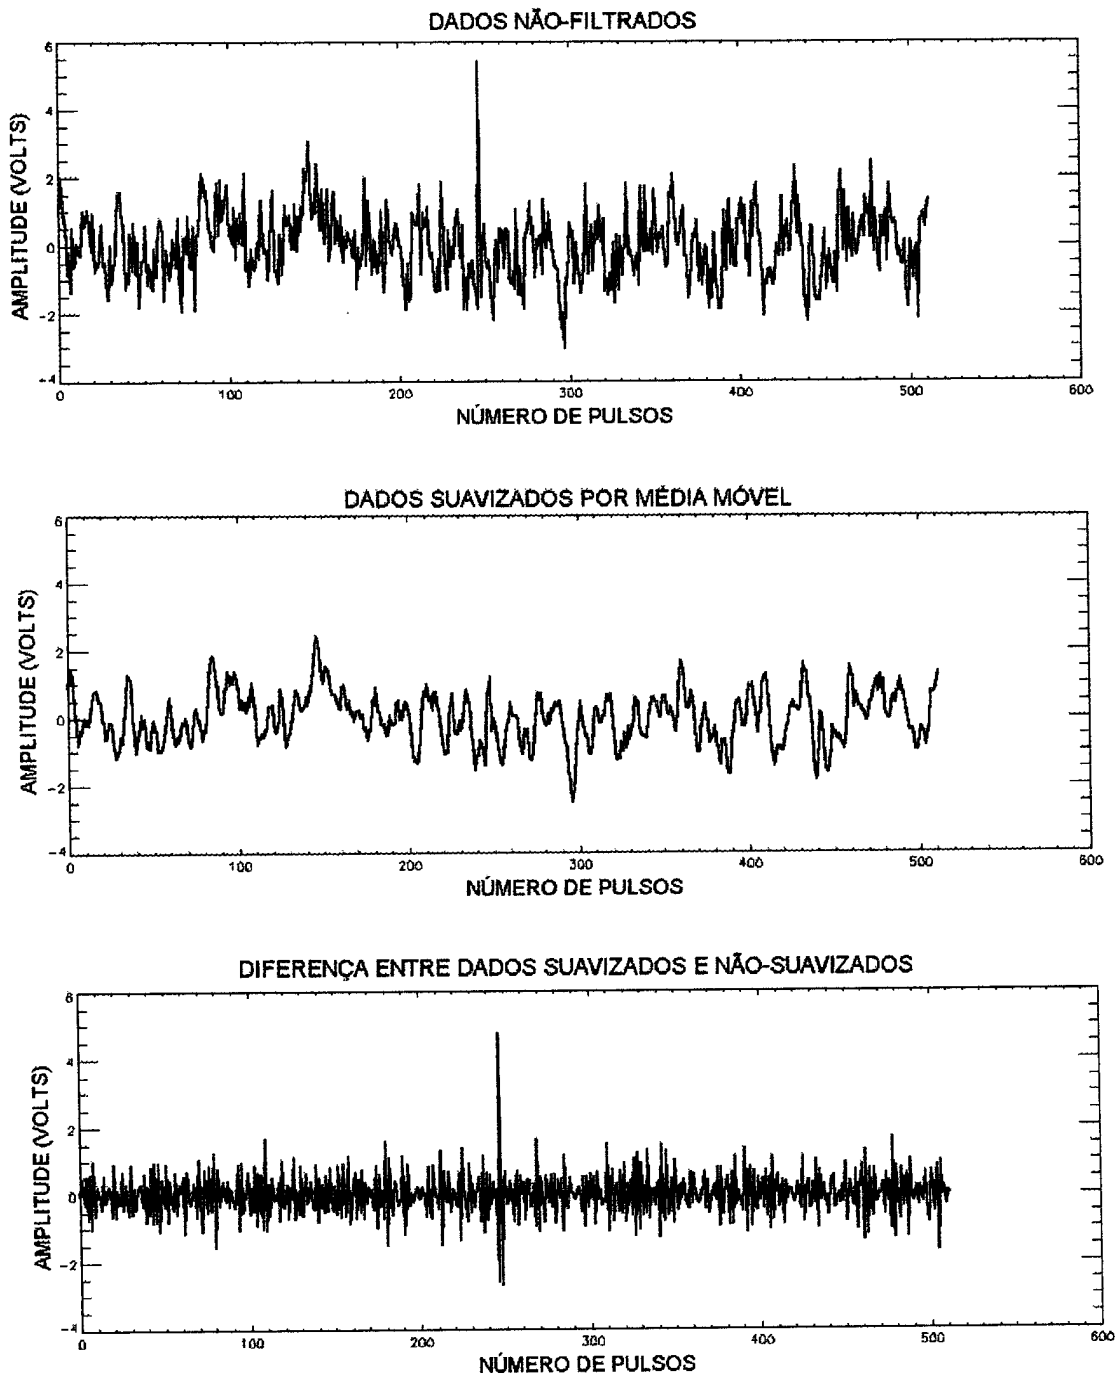 DADOS NÃO-FILTRADOS
6
4
2
0
-2
-4
AMPLITUDE (VOLTS)
0 100 200 300 400 500 600
NÚMERO DE PULSOS
DADOS SUAVIZADOS POR MÉDIA MÓVEL
6
4
2
0
-2
-4
AMPLITUDE (VOLTS)
0 100 200 300 400 500 600
NÚMERO DE PULSOS
DIFERENÇA ENTRE DADOS SUAVIZADOS E NÃO-SUAVIZADOS
6
4
2
0
-2
-4
AMPLITUDE (VOLTS)
0 100 200 300 400 500 600
NÚMERO DE PULSOS